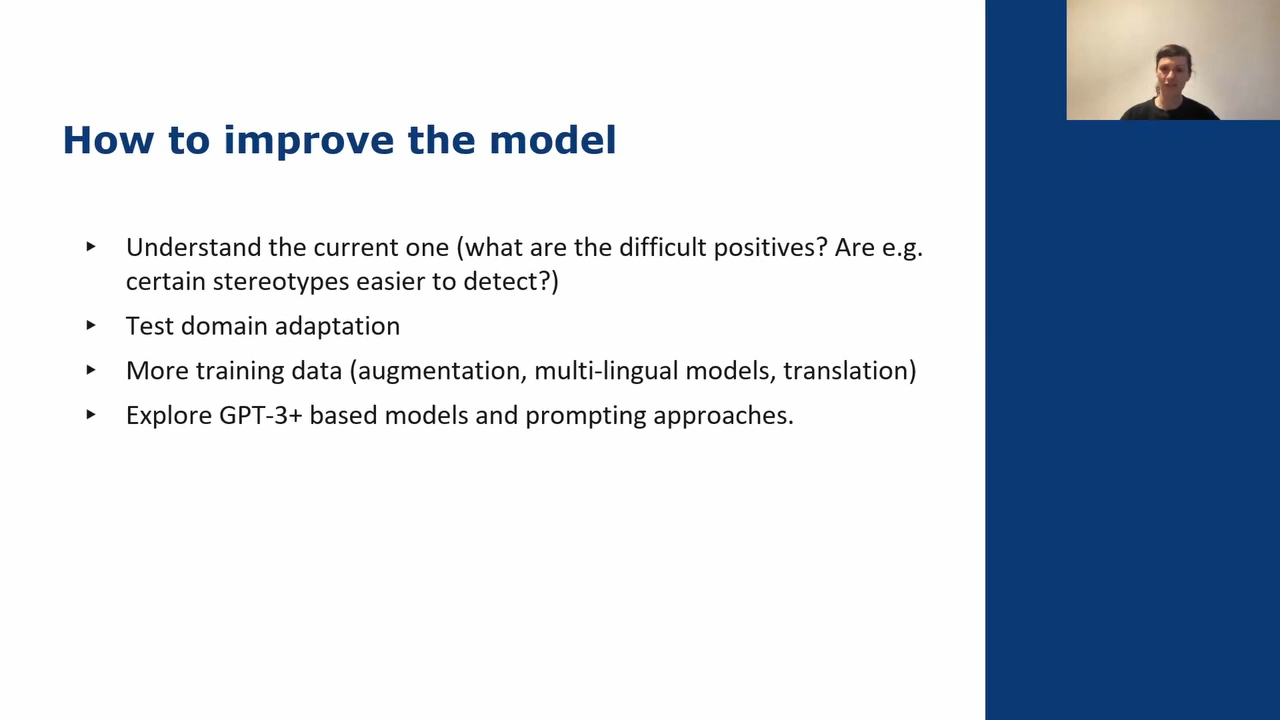 How to improve the model
‣ Understand the current one (what are the difficult positives? Are e.g.
certain stereotypes easier to detect?)
‣ Test domain adaptation
‣ More training data (augmentation, multi-lingual models, translation)
‣ Explore GPT-3+ based models and prompting approaches.